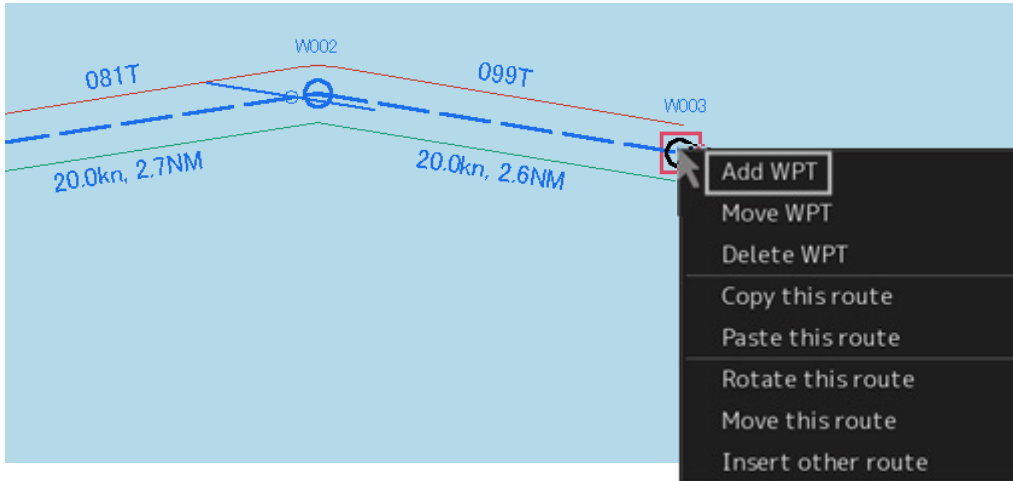 W002
081T
099T
W003
20.0kn, 2.7NM
20.0kn, 2.6NM
Add WPT
Move WPT
Delete WPT
Copy this route
Paste this route
Rotate this route
Move this route
Insert other route